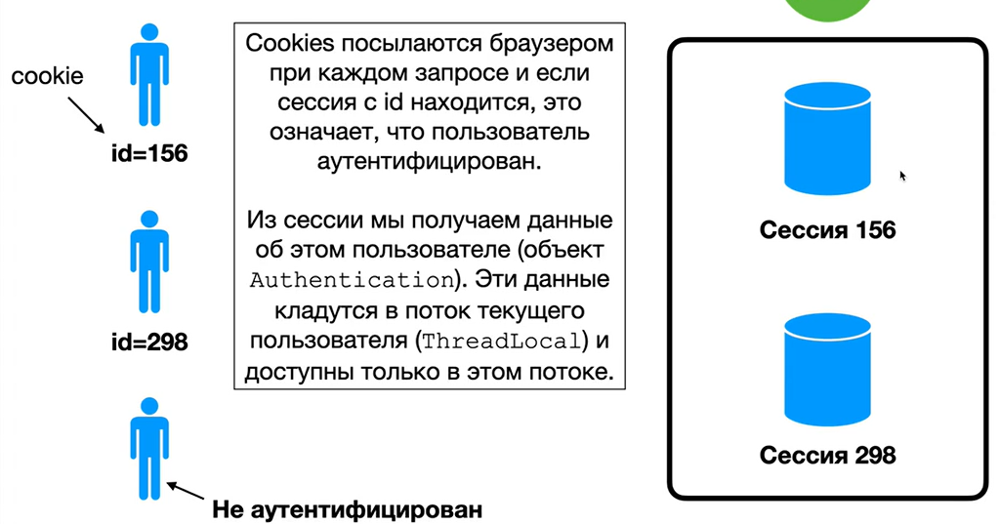 cookie
id=156
id=298
Не аутентифицирован
Cookies посылаются браузером
при каждом запросе и если
сессия с id находится, это
означает, что пользователь
аутентифицирован.
Из сессии мы получаем данные
об этом пользователе (объект
Authentication). Эти данные
кладутся в поток текущего
пользователя (ThreadLocal) и
доступны только в этом потоке.
Сессия 156
Сессия 298